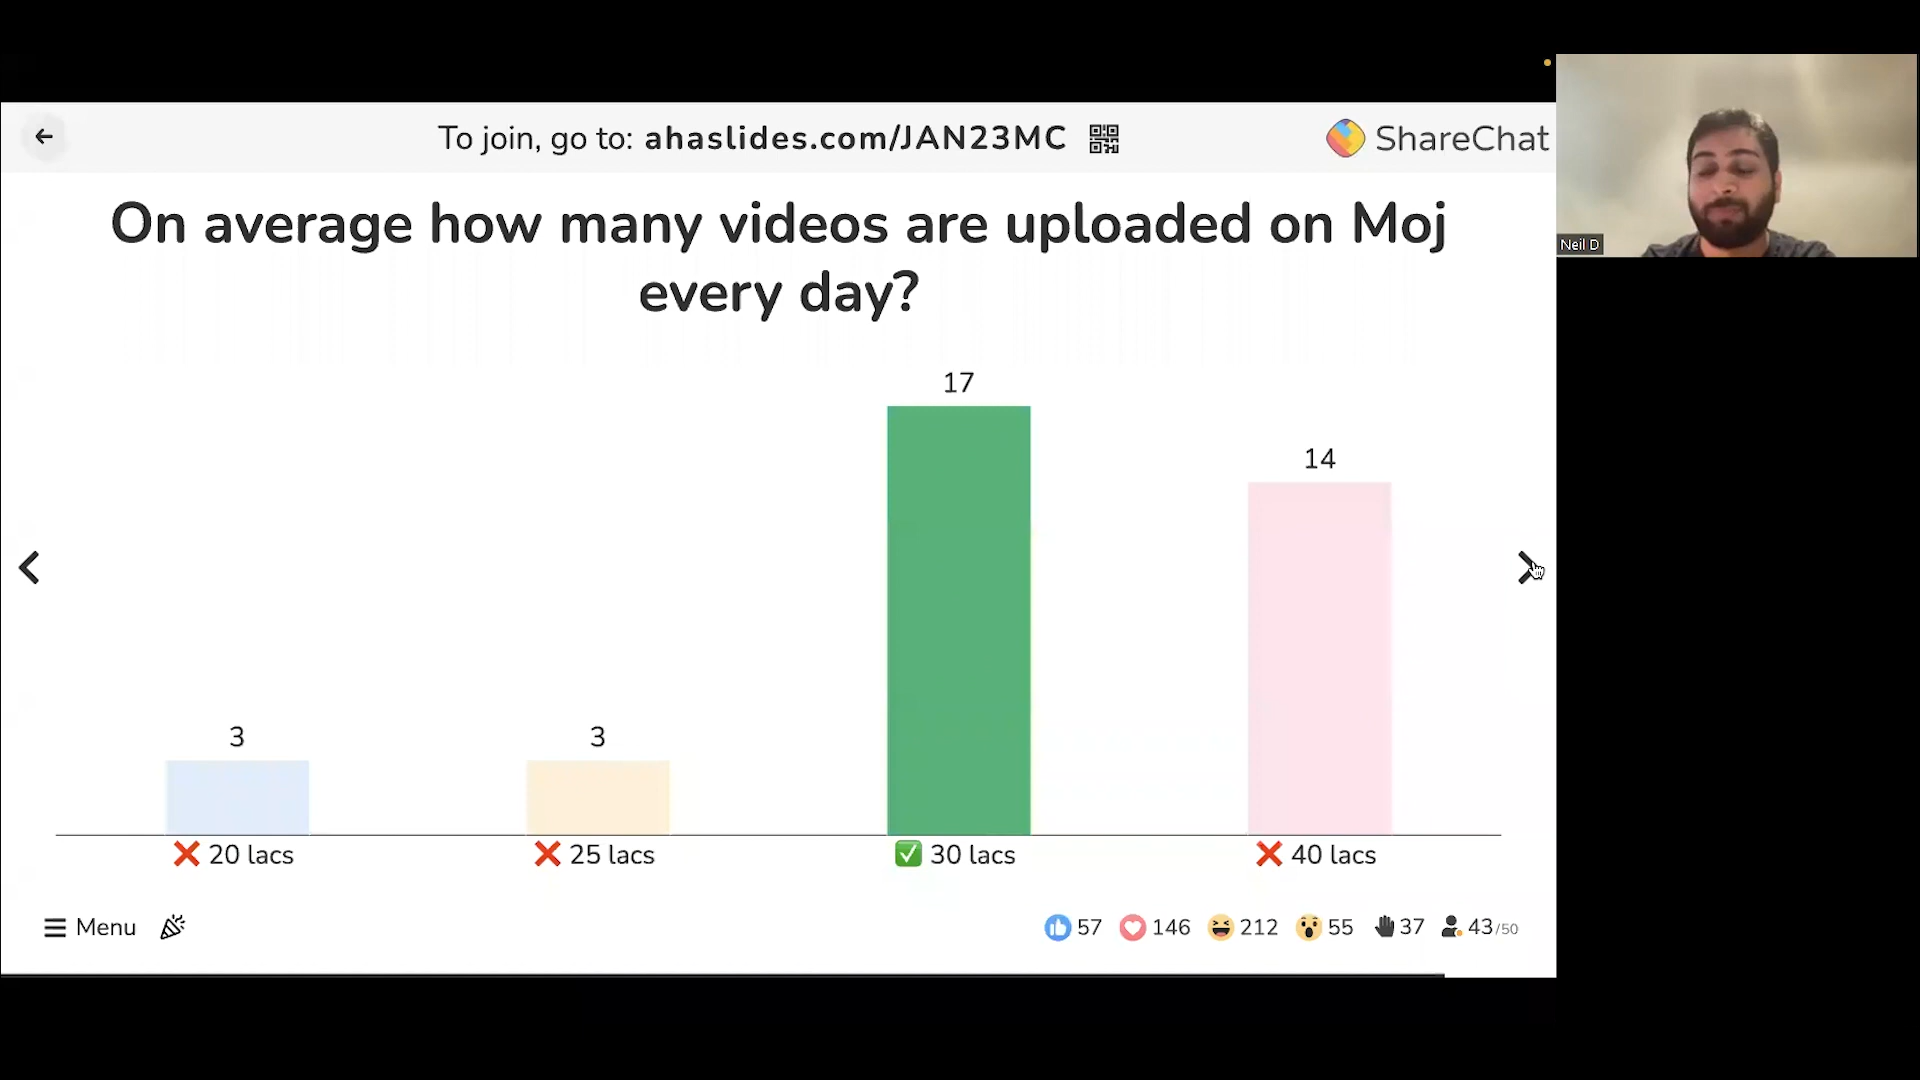 To join, go to: ahaslides.com/JAN23MC
ShareChat
On average how many videos are uploaded on Moj
every day?
17
14
3
3
20 lacs
25 lacs
30 lacs
40 lacs
Menu
57
146
212
55
37
43/50
Neil D